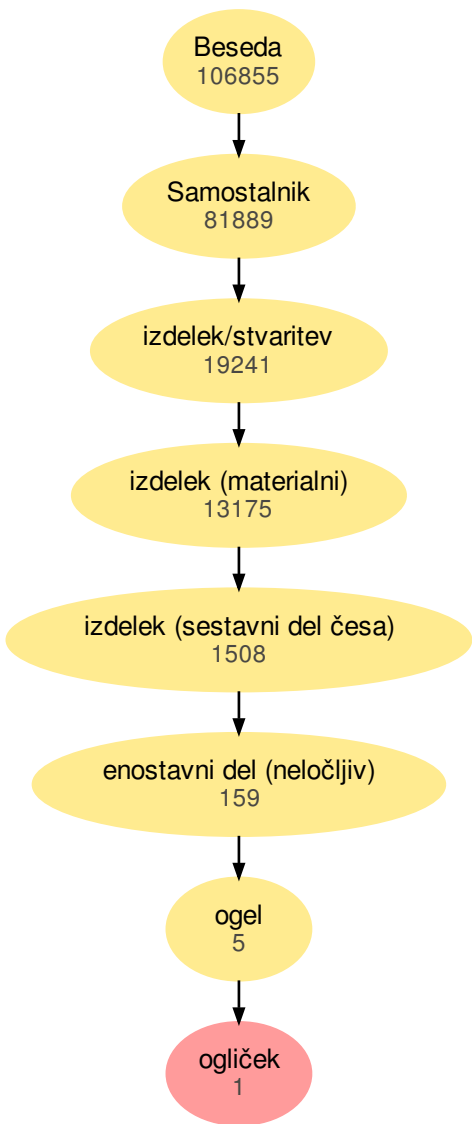 Beseda
106855
Samostalnik
81889
izdelek/stvaritev
19241
izdelek (materialni)
13175
izdelek (sestavni del česa)
1508
enostavni del (neločljiv)
159
ogel
5
ogliček
1